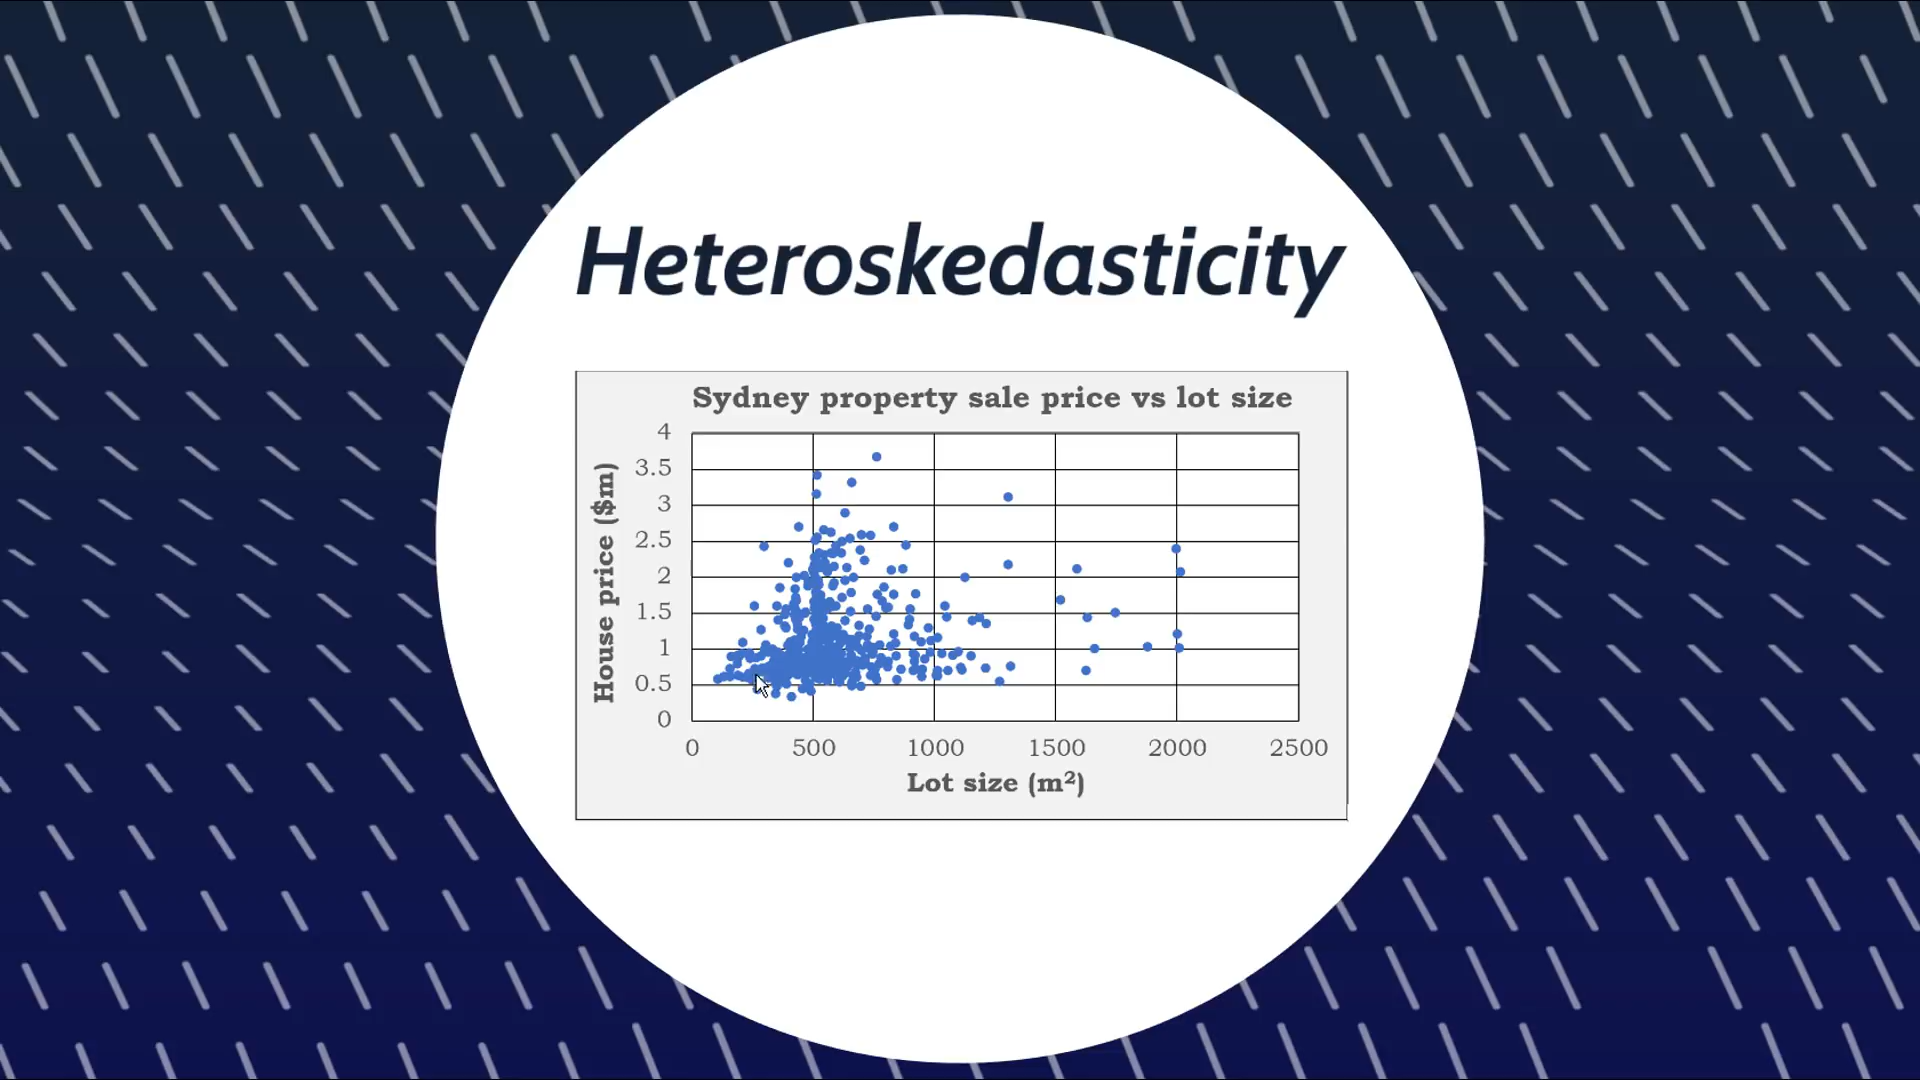 Heteroskedasticity
Sydney property sale price vs lot size
House price ($m)
4
3.5
3
2.5
2
1.5
1
0.5
0
0 500 1000 1500 2000 2500
Lot size (m²)